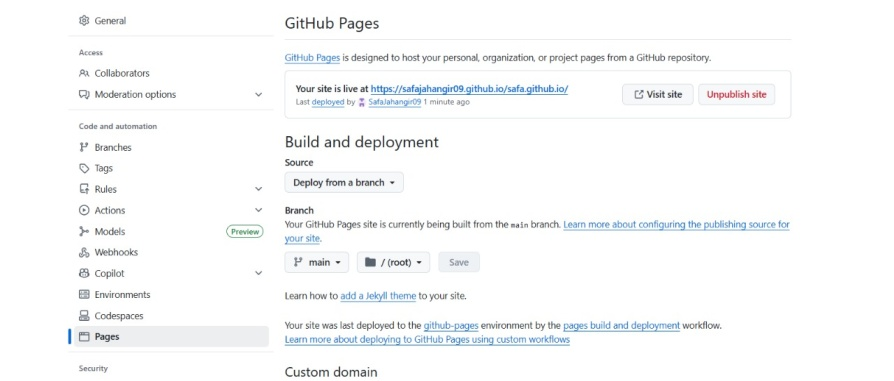 General
Access
Collaborators
Moderation options
Code and automation
Branches
Tags
Rules
Actions
Models Preview
Webhooks
Copilot
Environments
Codespaces
Pages
Security
GitHub Pages
GitHub Pages is designed to host your personal, organization, or project pages from a GitHub repository.
Your site is live at https://safajahangir09.github.io/safa.github.io/
Last deployed by SafaJahangir09 1 minute ago
Visit site
Unpublish site
Build and deployment
Source
Deploy from a branch
Branch
Your GitHub Pages site is currently being built from the main branch. Learn more about configuring the publishing source for
your site.
main
/ (root)
Save
Learn how to add a Jekyll theme to your site.
Your site was last deployed to the github-pages environment by the pages build and deployment workflow.
Learn more about deploying to GitHub Pages using custom workflows
Custom domain